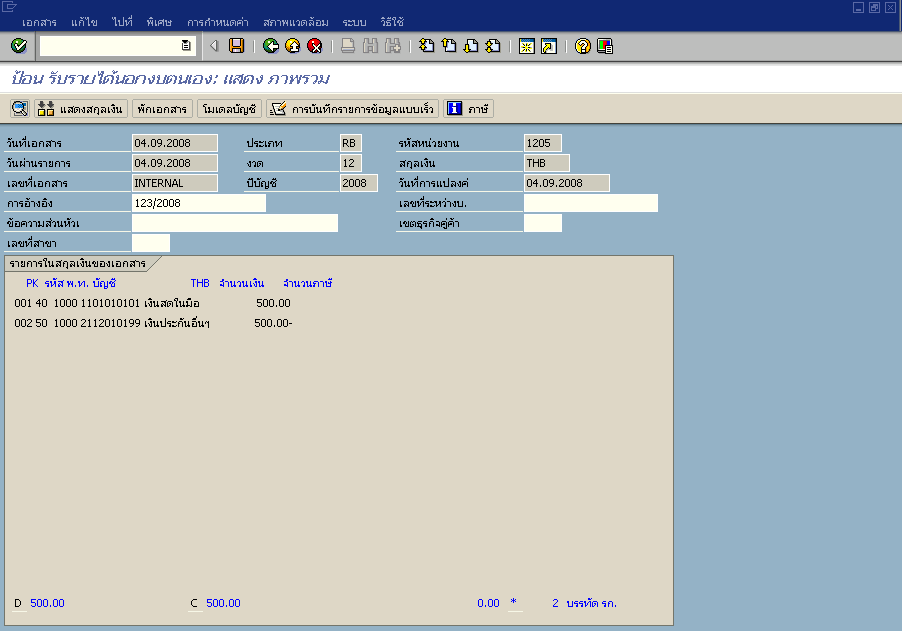 เอกสาร แก้ไข ไปที่ พิเศษ การกำหนดค่า สภาพแวดล้อม ระบบ วิธีใช้
ป้อน รับรายได้นอกงบตนเอง: แสดง ภาพรวม
แสดงสกุลเงิน พักเอกสาร โมเดลบัญชี การบันทึกรายการข้อมูลแบบเร็ว ภาษี
วันที่เอกสาร 04.09.2008 ประเภท RB รหัสหน่วยงาน 1205
วันผ่านรายการ 04.09.2008 งวด 12 สกุลเงิน THB
เลขที่เอกสาร INTERNAL ปีบัญชี 2008 วันที่การแปลงค่ 04.09.2008
การอ้างอิง 123/2008 เลขที่ระหว่างบ.
ข้อความส่วนหัวเ เขตธุรกิจคู่ค้า
เลขที่สาขา
รายการในสกุลเงินของเอกสาร
PK รหัส พ.ท. บัญชี THB จำนวนเงิน จำนวนภาษี
001 40 1000 1101010101 เงินสดในมือ 500.00
002 50 1000 2112010199 เงินประกันอื่นๆ 500.00-
D 500.00 C 500.00 0.00 * 2 บรรทัด รก.